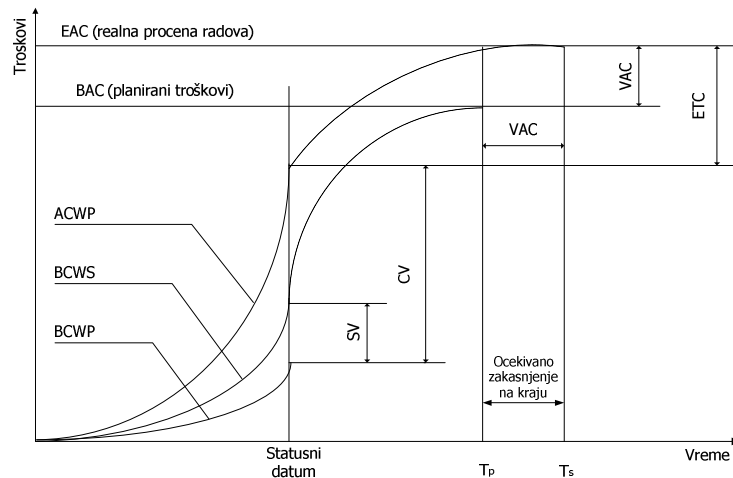 Troskovi
EAC (realna procena radova)
BAC (planirani troškovi)
VAC
ETC
VAC
ACWP
BCWS
BCWP
CV
SV
Ocekivano
zakasnjenje
na kraju
Statusni
datum
Tp
Ts
Vreme